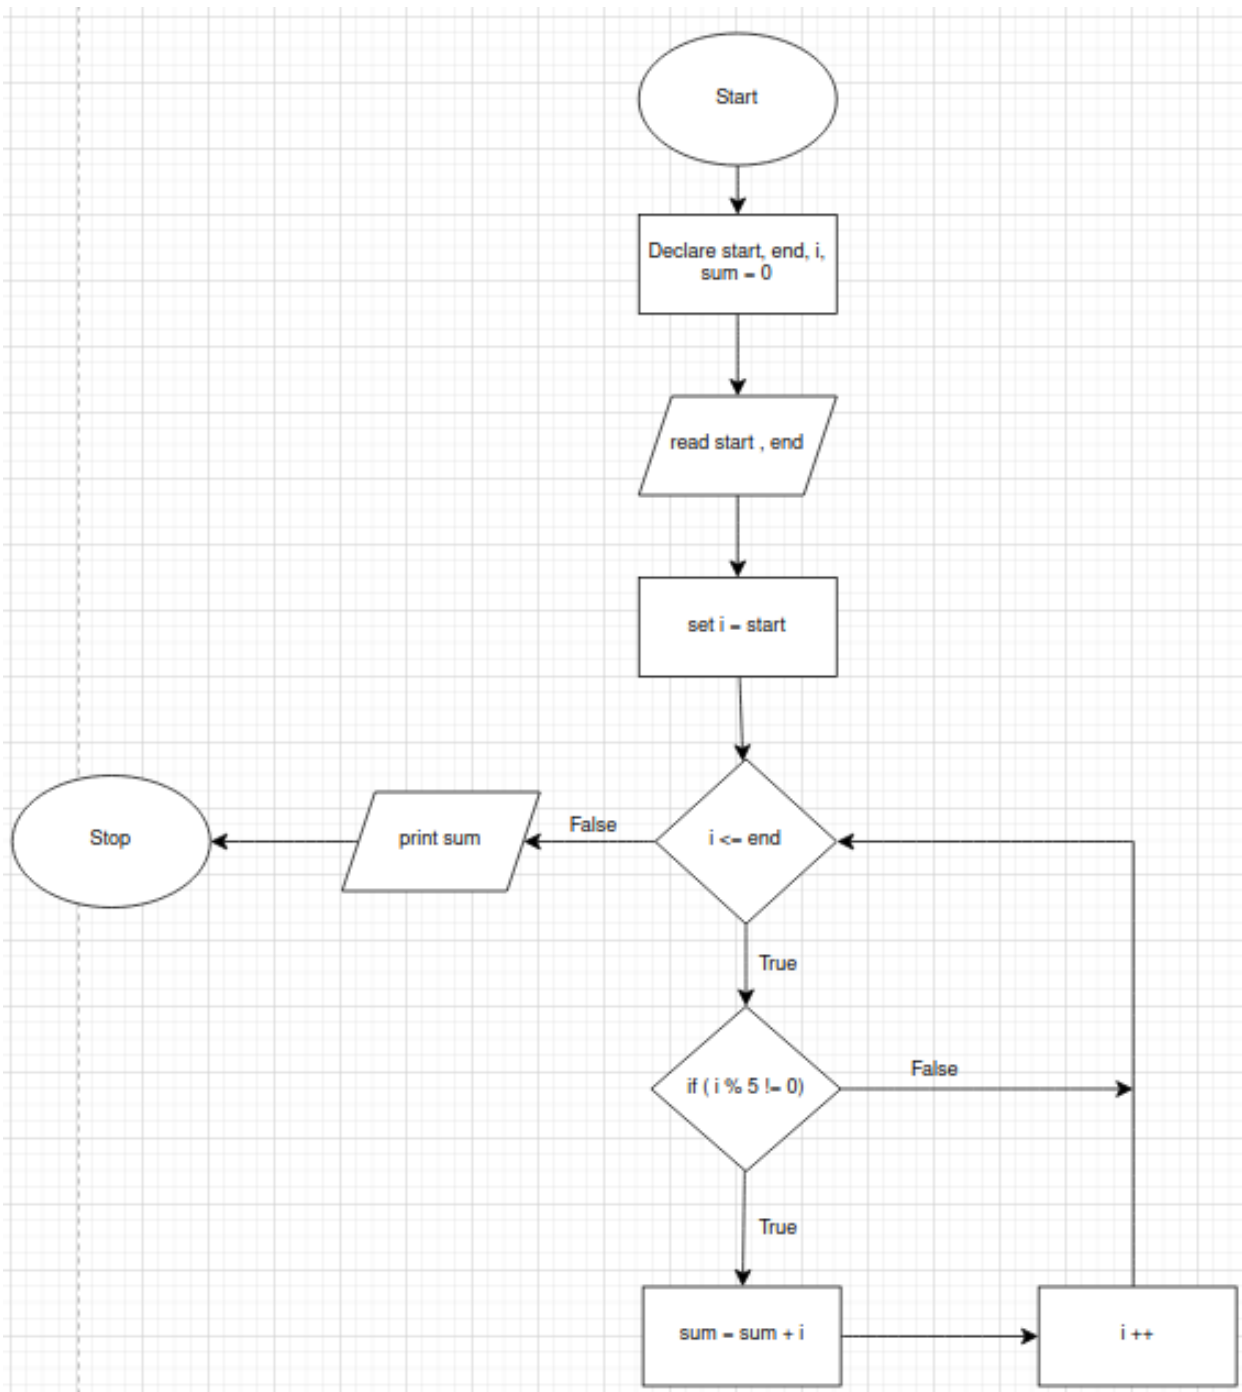 Start
Declare start, end, i,
sum = 0
read start , end
set i = start
i <= end
False
print sum
Stop
True
if ( i % 5 != 0)
False
True
sum = sum + i
i ++